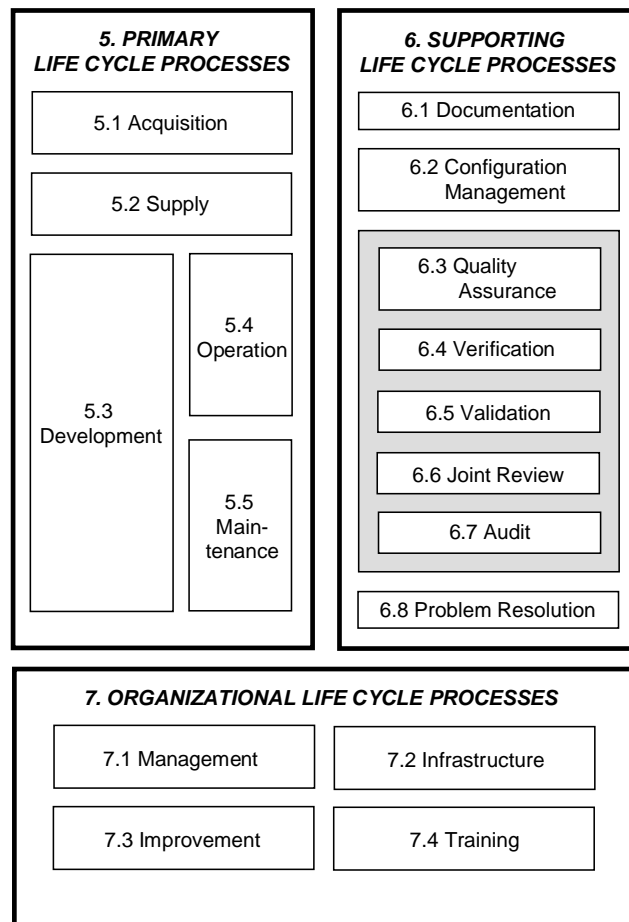 5. PRIMARY
LIFE CYCLE PROCESSES
5.1 Acquisition
5.2 Supply
5.3
Development
5.4
Operation
5.5
Main-
tenance
6. SUPPORTING
LIFE CYCLE PROCESSES
6.1 Documentation
6.2 Configuration
Management
6.3 Quality
Assurance
6.4 Verification
6.5 Validation
6.6 Joint Review
6.7 Audit
6.8 Problem Resolution
7. ORGANIZATIONAL LIFE CYCLE PROCESSES
7.1 Management
7.2 Infrastructure
7.3 Improvement
7.4 Training